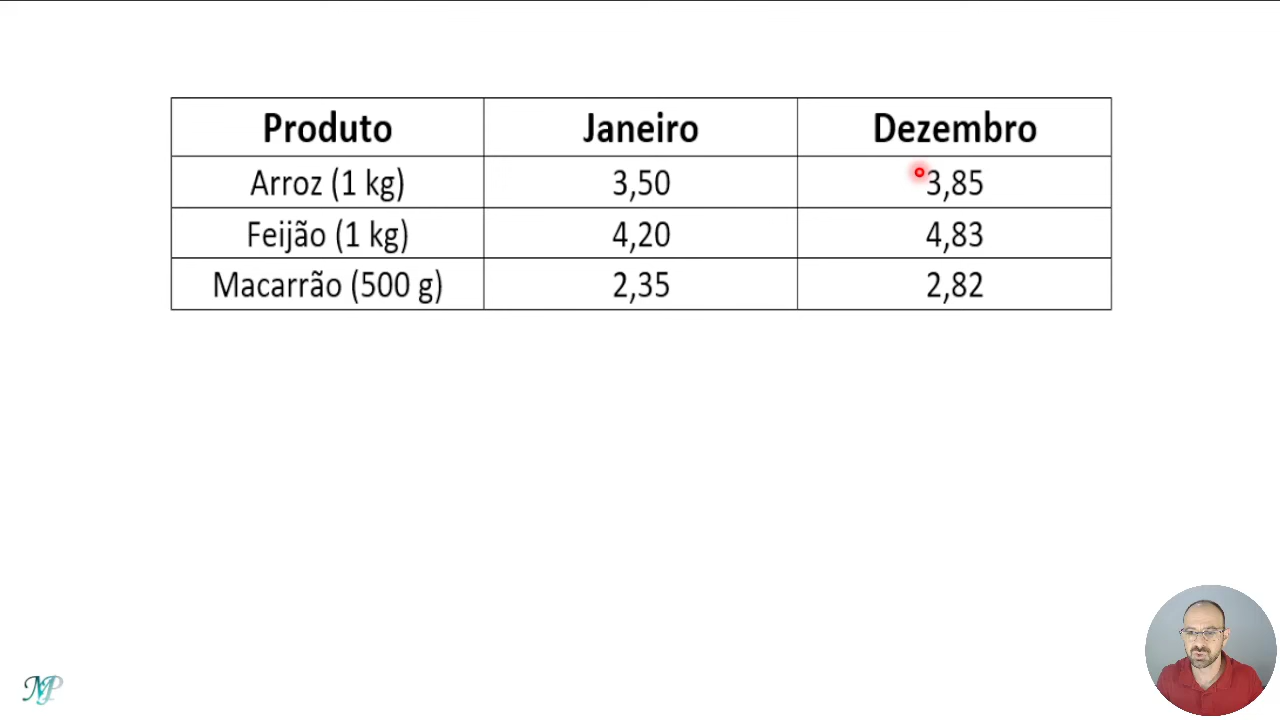 Produto Janeiro Dezembro
Arroz (1 kg) 3,50 3,85
Feijão (1 kg) 4,20 4,83
Macarrão (500 g) 2,35 2,82
MP